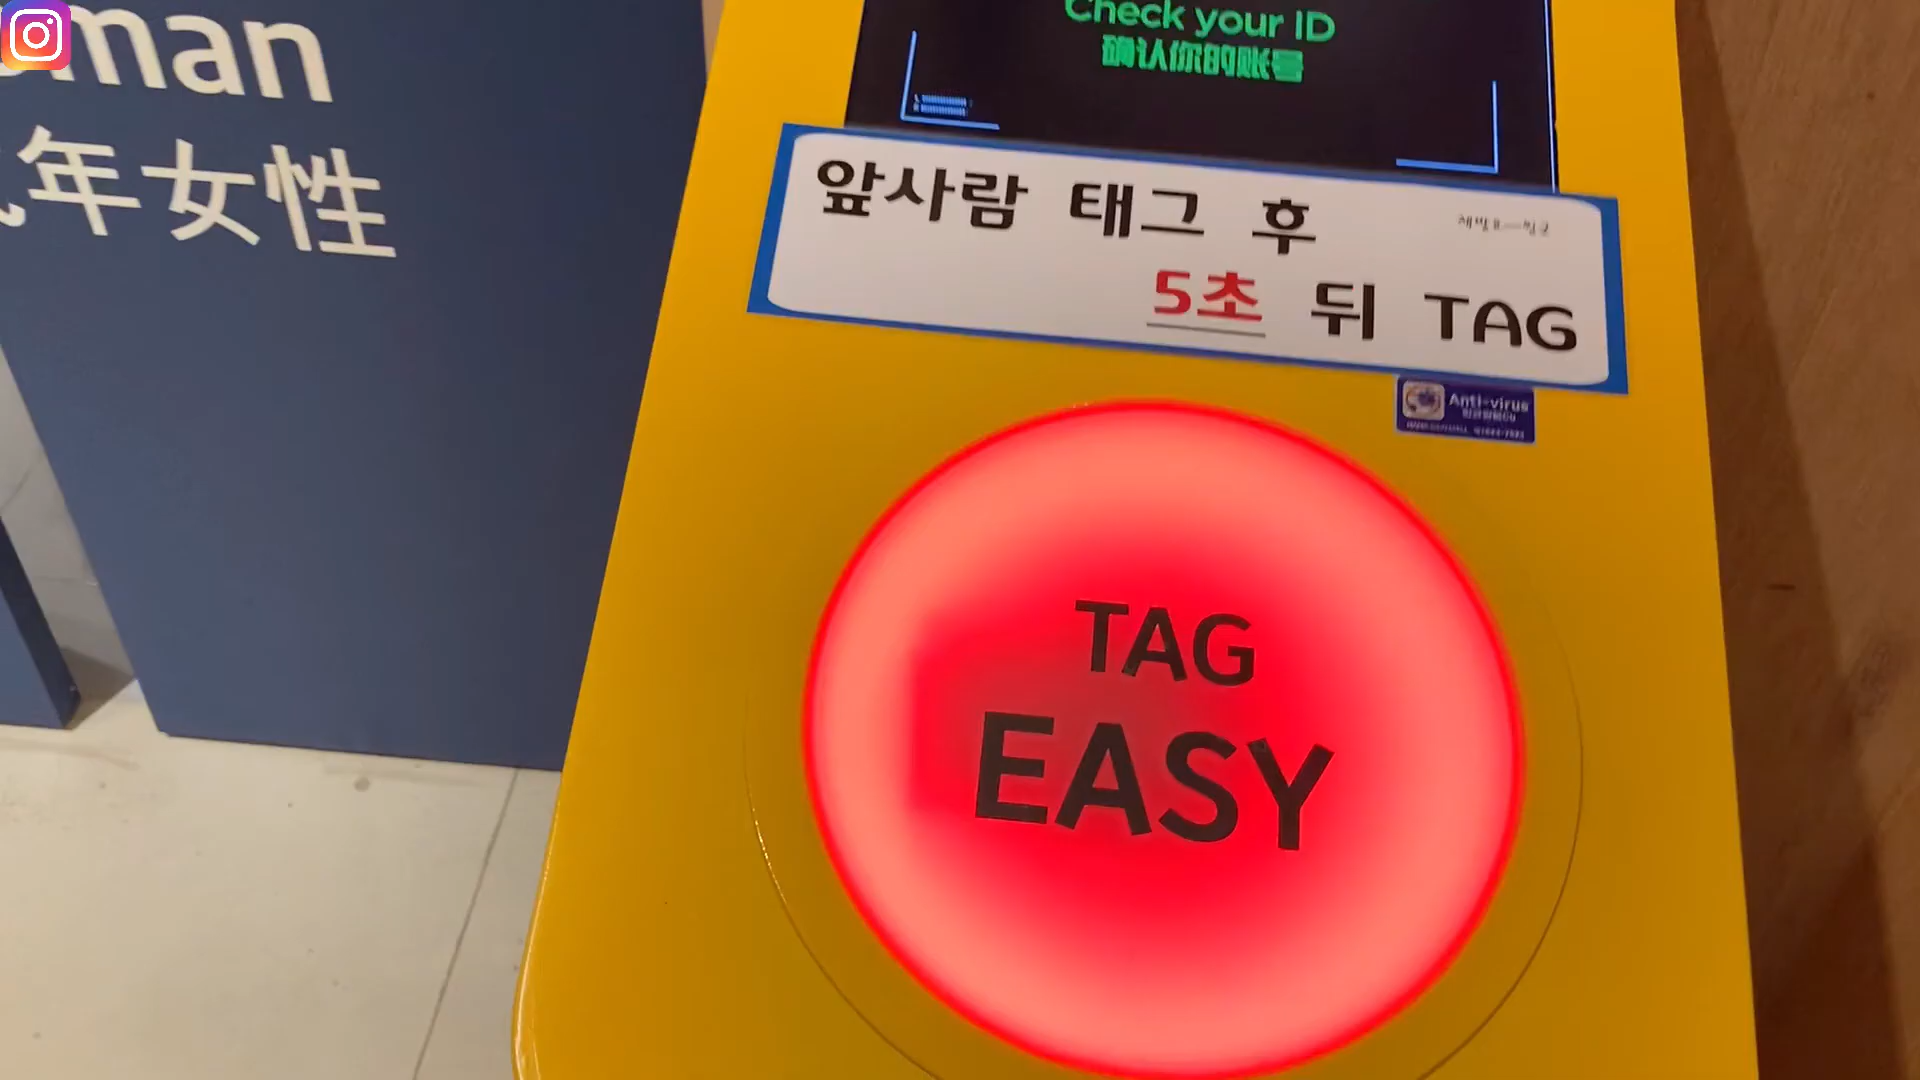 man
年女性
Check your ID
确认你的账号
앞사람 태그 후
5초 뒤 TAG
Anti-virus
TAG
EASY